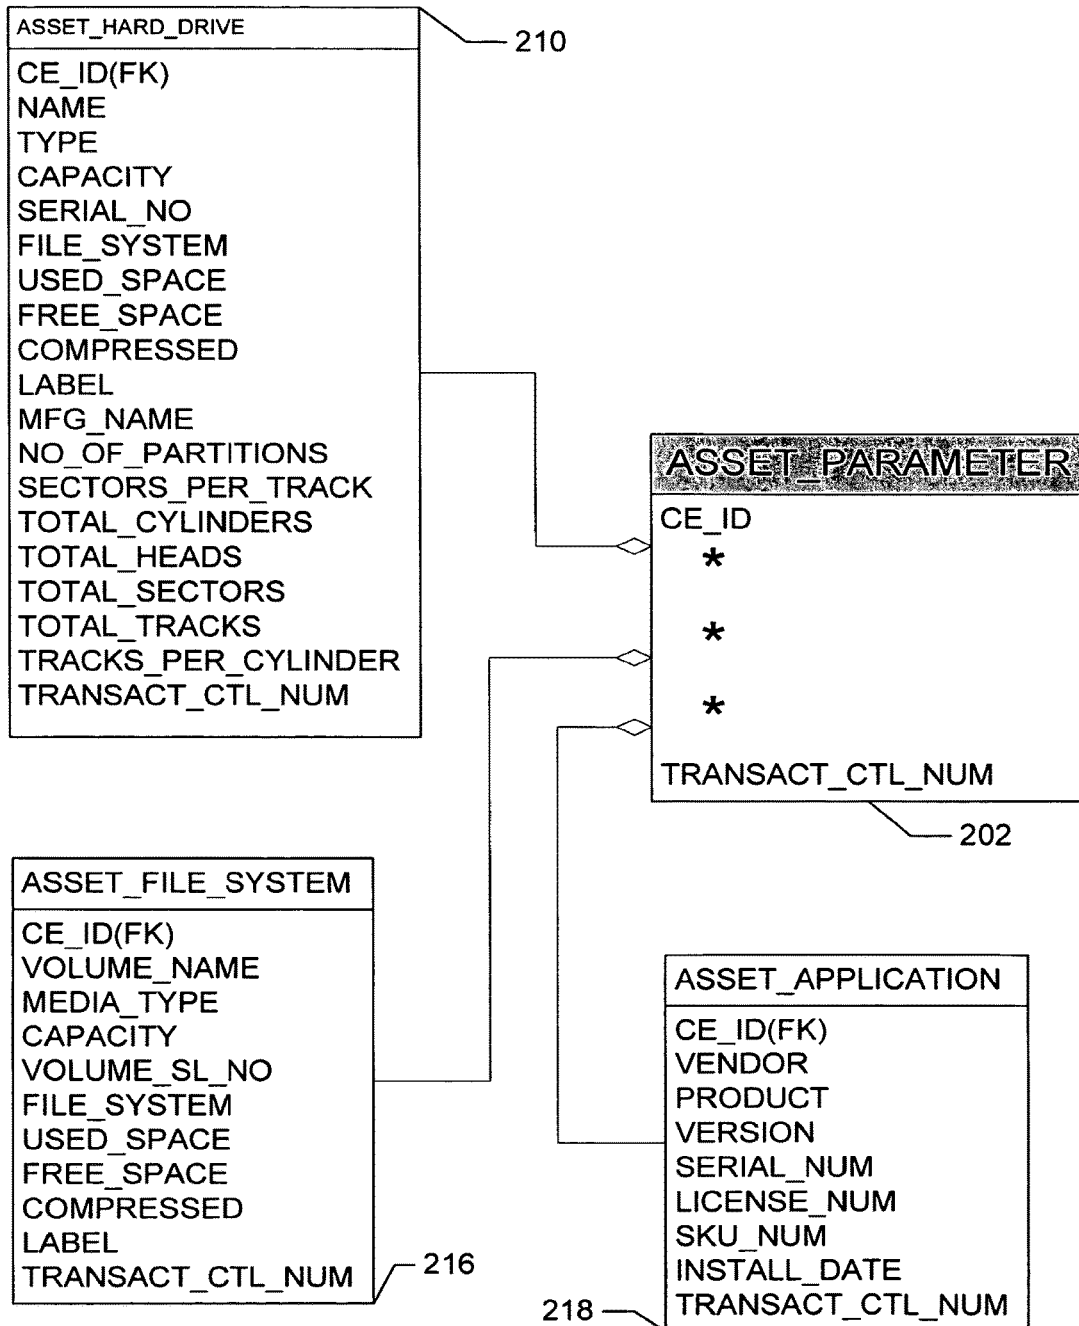 ASSET_HARD_DRIVE
210
CE_ID(FK)
NAME
TYPE
CAPACITY
SERIAL_NO
FILE_SYSTEM
USED_SPACE
FREE_SPACE
COMPRESSED
LABEL
MFG_NAME
NO_OF_PARTITIONS
SECTORS_PER_TRACK
TOTAL_CYLINDERS
TOTAL_HEADS
TOTAL_SECTORS
TOTAL_TRACKS
TRACKS_PER_CYLINDER
TRANSACT_CTL_NUM
ASSET_PARAMETER
CE_ID
*
*
*
TRANSACT_CTL_NUM
202
ASSET_FILE_SYSTEM
CE_ID(FK)
VOLUME_NAME
MEDIA_TYPE
CAPACITY
VOLUME_SL_NO
FILE_SYSTEM
USED_SPACE
FREE_SPACE
COMPRESSED
LABEL
TRANSACT_CTL_NUM
216
ASSET_APPLICATION
CE_ID(FK)
VENDOR
PRODUCT
VERSION
SERIAL_NUM
LICENSE_NUM
SKU_NUM
INSTALL_DATE
TRANSACT_CTL_NUM
218